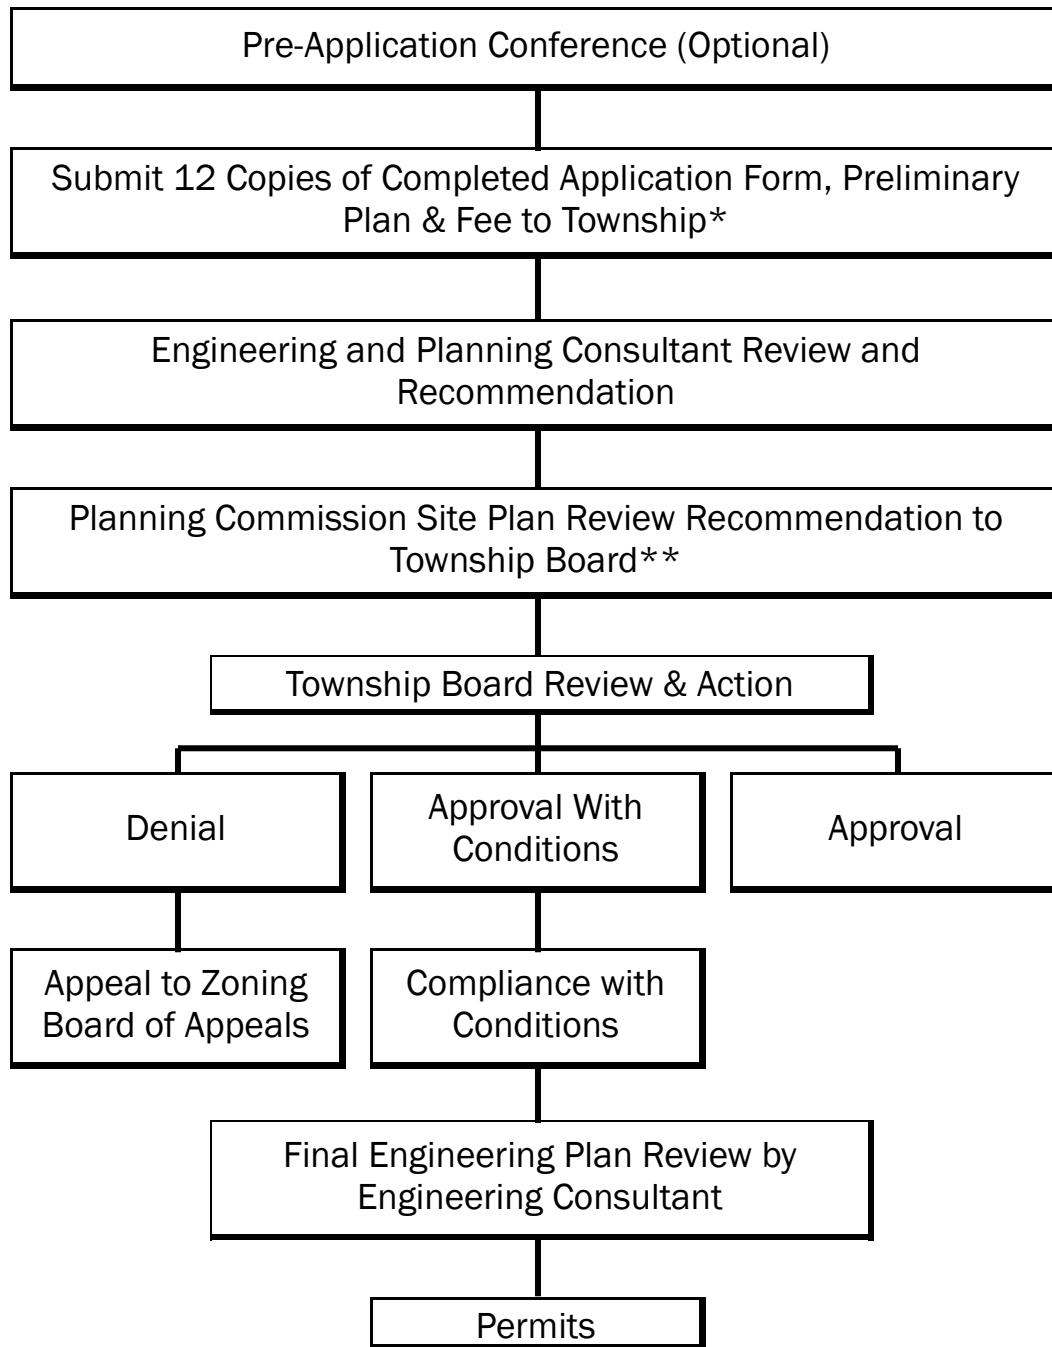 Pre-Application Conference (Optional)
Submit 12 Copies of Completed Application Form, Preliminary
Plan & Fee to Township*
Engineering and Planning Consultant Review and
Recommendation
Planning Commission Site Plan Review Recommendation to
Township Board**
Township Board Review & Action
Denial
Approval With
Conditions
Approval
Appeal to Zoning
Board of Appeals
Compliance with
Conditions
Final Engineering Plan Review by
Engineering Consultant
Permits